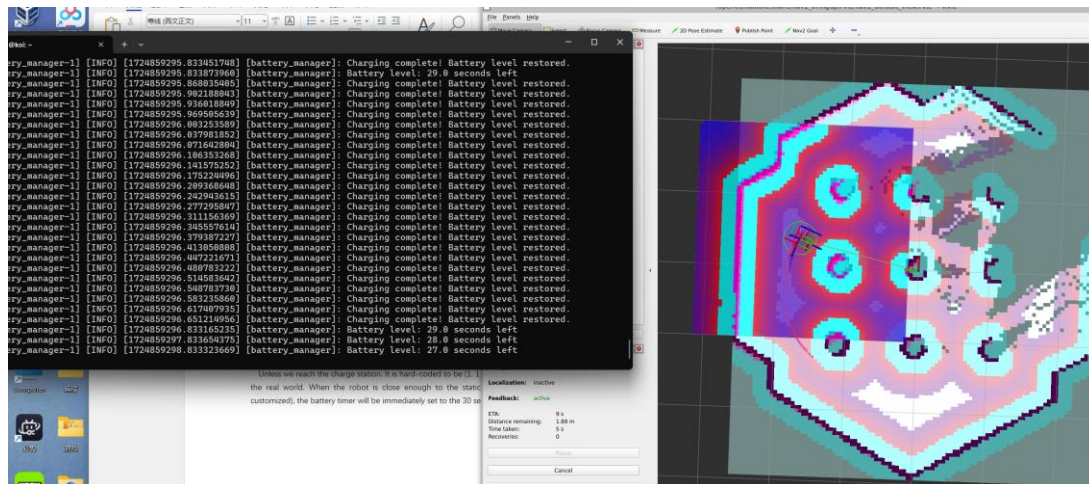 等线 (西文正文)
11
File Panels Help
Measure
2D Pose Estimate
Publish Point
Nav2 Goal
ery_manager-1] [INFO] [1724859295.833451748] [battery_manager]: Charging complete! Battery level restored.
ery_manager-1] [INFO] [1724859295.833873960] [battery_manager]: Battery level: 29.0 seconds left
ery_manager-1] [INFO] [1724859295.868035405] [battery_manager]: Charging complete! Battery level restored.
ery_manager-1] [INFO] [1724859295.902188043] [battery_manager]: Charging complete! Battery level restored.
ery_manager-1] [INFO] [1724859295.936018849] [battery_manager]: Charging complete! Battery level restored.
ery_manager-1] [INFO] [1724859295.969505639] [battery_manager]: Charging complete! Battery level restored.
ery_manager-1] [INFO] [1724859296.003253589] [battery_manager]: Charging complete! Battery level restored.
ery_manager-1] [INFO] [1724859296.037981852] [battery_manager]: Charging complete! Battery level restored.
ery_manager-1] [INFO] [1724859296.071642804] [battery_manager]: Charging complete! Battery level restored.
ery_manager-1] [INFO] [1724859296.106353268] [battery_manager]: Charging complete! Battery level restored.
ery_manager-1] [INFO] [1724859296.141575252] [battery_manager]: Charging complete! Battery level restored.
ery_manager-1] [INFO] [1724859296.175224496] [battery_manager]: Charging complete! Battery level restored.
ery_manager-1] [INFO] [1724859296.209368648] [battery_manager]: Charging complete! Battery level restored.
ery_manager-1] [INFO] [1724859296.242943615] [battery_manager]: Charging complete! Battery level restored.
ery_manager-1] [INFO] [1724859296.277295847] [battery_manager]: Charging complete! Battery level restored.
ery_manager-1] [INFO] [1724859296.311156369] [battery_manager]: Charging complete! Battery level restored.
ery_manager-1] [INFO] [1724859296.345557614] [battery_manager]: Charging complete! Battery level restored.
ery_manager-1] [INFO] [1724859296.379387227] [battery_manager]: Charging complete! Battery level restored.
ery_manager-1] [INFO] [1724859296.413050808] [battery_manager]: Charging complete! Battery level restored.
ery_manager-1] [INFO] [1724859296.447221671] [battery_manager]: Charging complete! Battery level restored.
ery_manager-1] [INFO] [1724859296.480783222] [battery_manager]: Charging complete! Battery level restored.
ery_manager-1] [INFO] [1724859296.514583642] [battery_manager]: Charging complete! Battery level restored.
ery_manager-1] [INFO] [1724859296.548783730] [battery_manager]: Charging complete! Battery level restored.
ery_manager-1] [INFO] [1724859296.583235860] [battery_manager]: Charging complete! Battery level restored.
ery_manager-1] [INFO] [1724859296.617407935] [battery_manager]: Charging complete! Battery level restored.
ery_manager-1] [INFO] [1724859296.651214956] [battery_manager]: Charging complete! Battery level restored.
ery_manager-1] [INFO] [1724859296.833165235] [battery_manager]: Battery level: 29.0 seconds left
ery_manager-1] [INFO] [1724859297.833654375] [battery_manager]: Battery level: 28.0 seconds left
ery_manager-1] [INFO] [1724859298.833323669] [battery_manager]: Battery level: 27.0 seconds left
Unless we reach the charge station. It is hard-coded to be (1. 1
the real world. When the robot is close enough to the static
customized), the battery timer will be immediately set to the 30 se
Localization: inactive
Feedback: active
ETA: 9 s
Distance remaining: 1.88 m
Time taken: 5 s
Recoveries: 0
Pause
Cancel